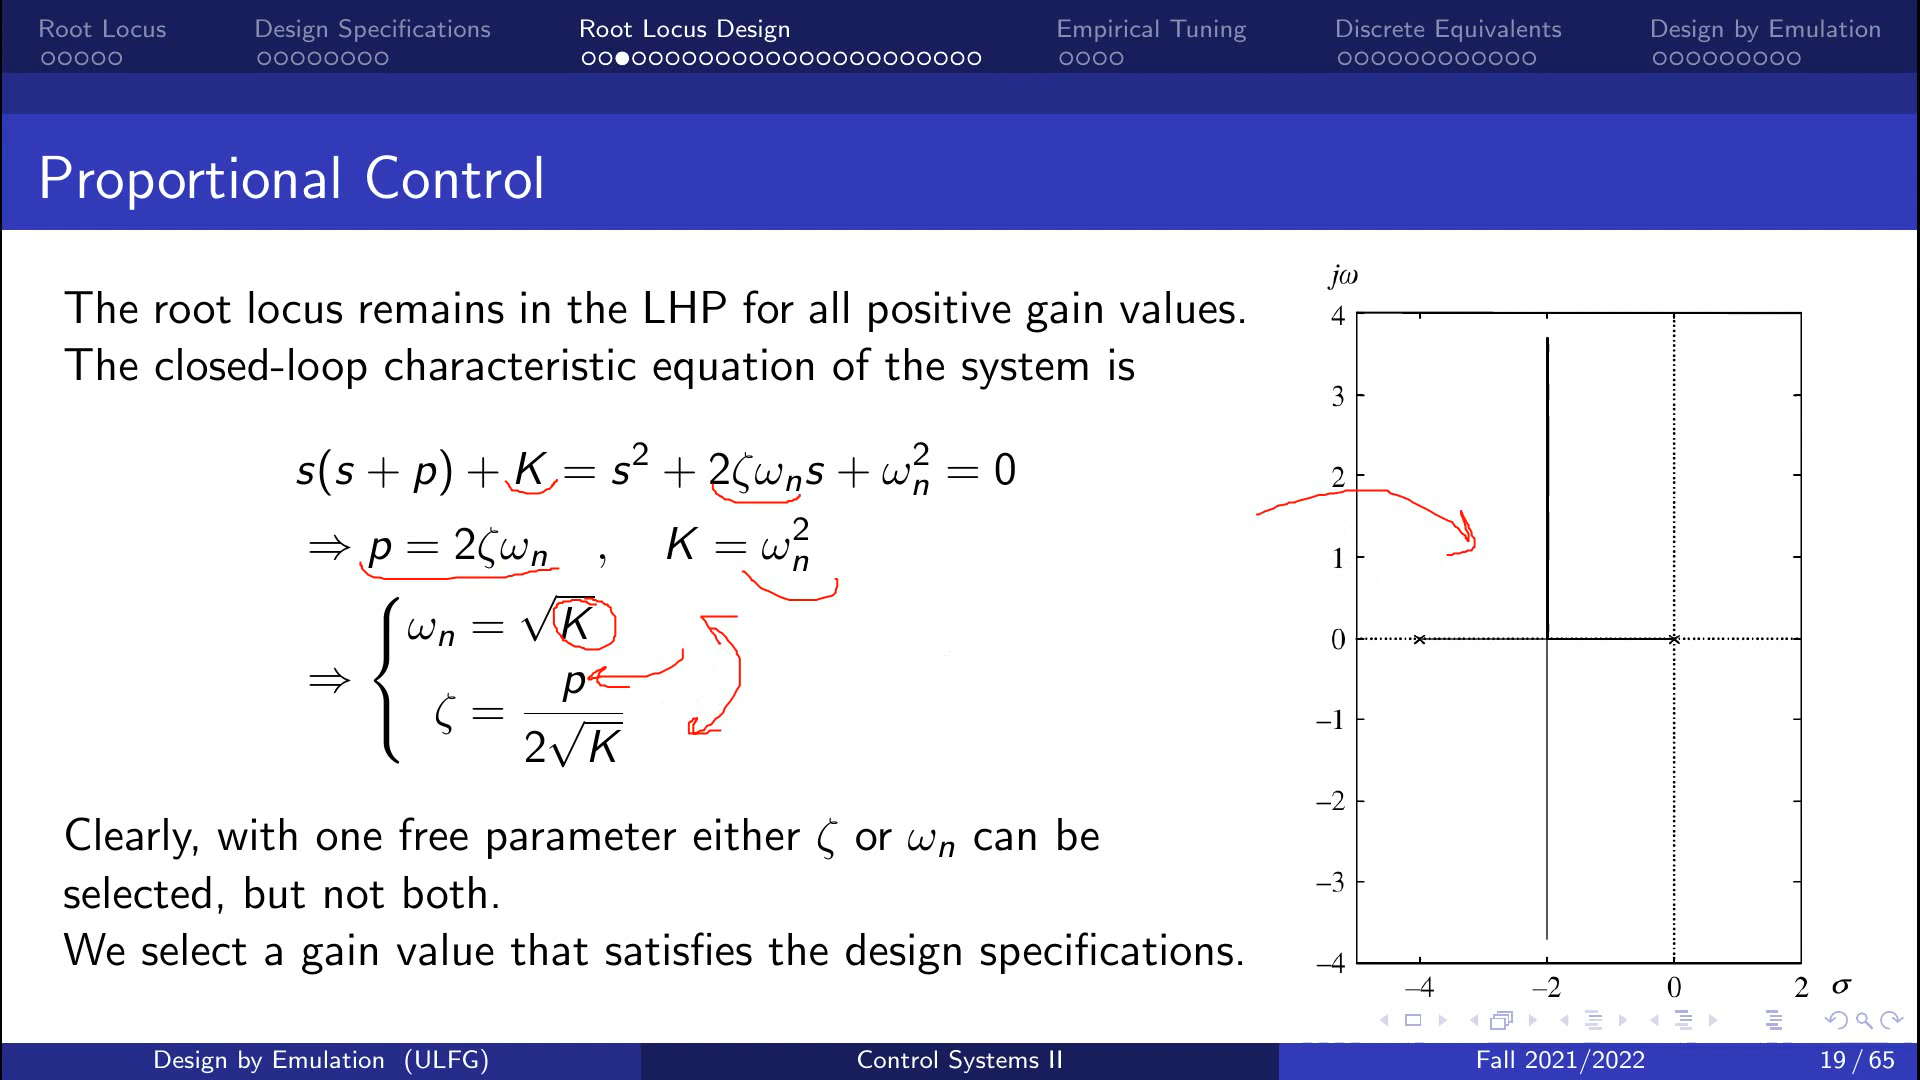 Root Locus Design Specifications Root Locus Design Empirical Tuning Discrete Equivalents Design by Emulation
Proportional Control
The root locus remains in the LHP for all positive gain values.
The closed-loop characteristic equation of the system is
s(s + p) + K = s² + 2ζωₙs + ωₙ² = 0
⇒ p = 2ζωₙ , K = ωₙ²
⇒ { ωₙ = √K
ζ = p / 2√K
Clearly, with one free parameter either ζ or ωₙ can be
selected, but not both.
We select a gain value that satisfies the design specifications.
jω
4
3
2
1
0
–1
–2
–3
–4
–4 –2 0 2 σ
Design by Emulation (ULFG) Control Systems II Fall 2021/2022 19 / 65